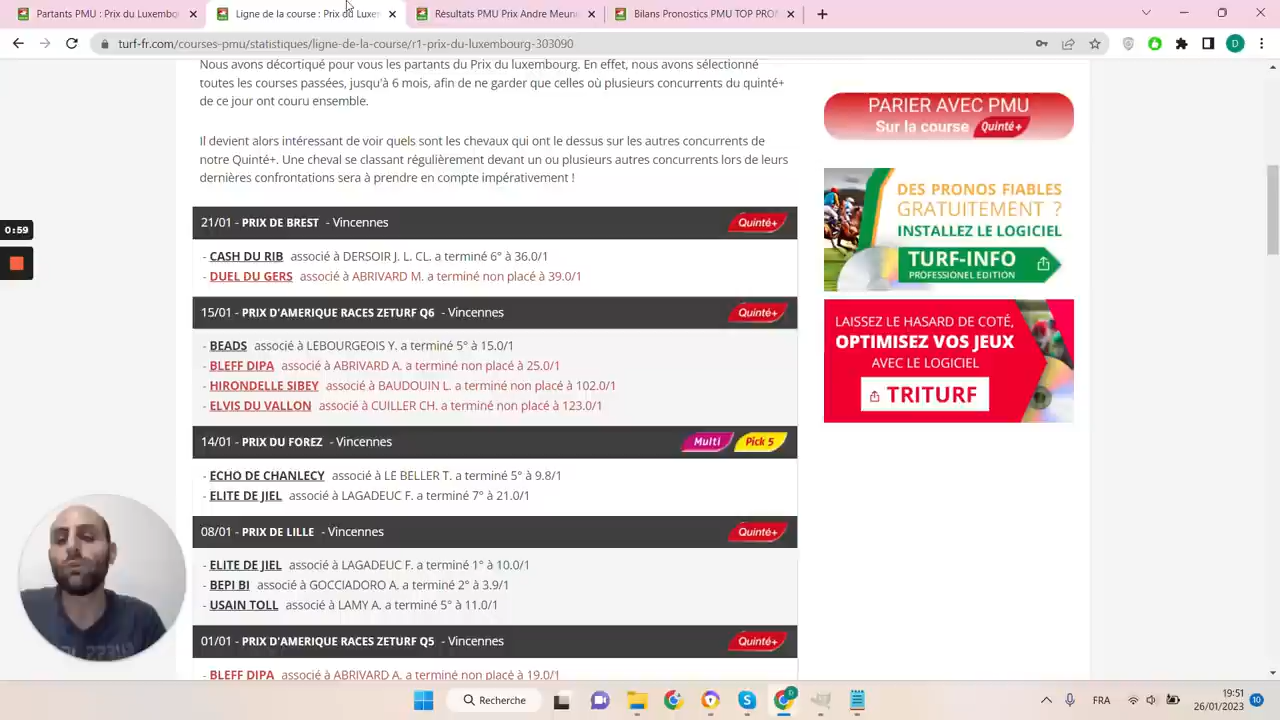 Pronostics PMU : Prix du Luxem
Ligne de la course : Prix du Luxe
Résultats PMU Prix Andre Meuni
Bilans Pronostics PMU TOP PRO
turf-fr.com/courses-pmu/statistiques/ligne-de-la-course/r1-prix-du-luxembourg-303090
D
Nous avons décortiqué pour vous les partants du Prix du luxembourg. En effet, nous avons sélectionné
toutes les courses passées, jusqu'à 6 mois, afin de ne garder que celles où plusieurs concurrents du quinté+
de ce jour ont couru ensemble.
Il devient alors intéressant de voir quels sont les chevaux qui ont le dessus sur les autres concurrents de
notre Quinté+. Une cheval se classant régulièrement devant un ou plusieurs autres concurrents lors de leurs
dernières confrontations sera à prendre en compte impérativement !
21/01 - PRIX DE BREST - Vincennes Quinté+
- CASH DU RIB associé à DERSOIR J. L. CL. a terminé 6° à 36.0/1
- DUEL DU GERS associé à ABRIVARD M. a terminé non placé à 39.0/1
15/01 - PRIX D'AMERIQUE RACES ZETURF Q6 - Vincennes Quinté+
- BEADS associé à LEBOURGEOIS Y. a terminé 5° à 15.0/1
- BLEFF DIPA associé à ABRIVARD A. a terminé non placé à 25.0/1
- HIRONDELLE SIBEY associé à BAUDOUIN L. a terminé non placé à 102.0/1
- ELVIS DU VALLON associé à CUILLER CH. a terminé non placé à 123.0/1
14/01 - PRIX DU FOREZ - Vincennes Multi Pick 5
- ECHO DE CHANLECY associé à LE BELLER T. a terminé 5° à 9.8/1
- ELITE DE JIEL associé à LAGADEUC F. a terminé 7° à 21.0/1
08/01 - PRIX DE LILLE - Vincennes Quinté+
- ELITE DE JIEL associé à LAGADEUC F. a terminé 1° à 10.0/1
- BEPI BI associé à GOCCIADORO A. a terminé 2° à 3.9/1
- USAIN TOLL associé à LAMY A. a terminé 5° à 11.0/1
01/01 - PRIX D'AMERIQUE RACES ZETURF Q5 - Vincennes Quinté+
- BLEFF DIPA associé à ABRIVARD A. a terminé non placé à 19.0/1
PARIER AVEC PMU
Sur la course Quinté+
DES PRONOS FIABLES
GRATUITEMENT ?
INSTALLEZ LE LOGICIEL
TURF-INFO
PROFESSIONEL EDITION
LAISSEZ LE HASARD DE COTÉ,
OPTIMISEZ VOS JEUX
AVEC LE LOGICIEL
TRITURF
0:59
Recherche
FRA
19:51
26/01/2023
10